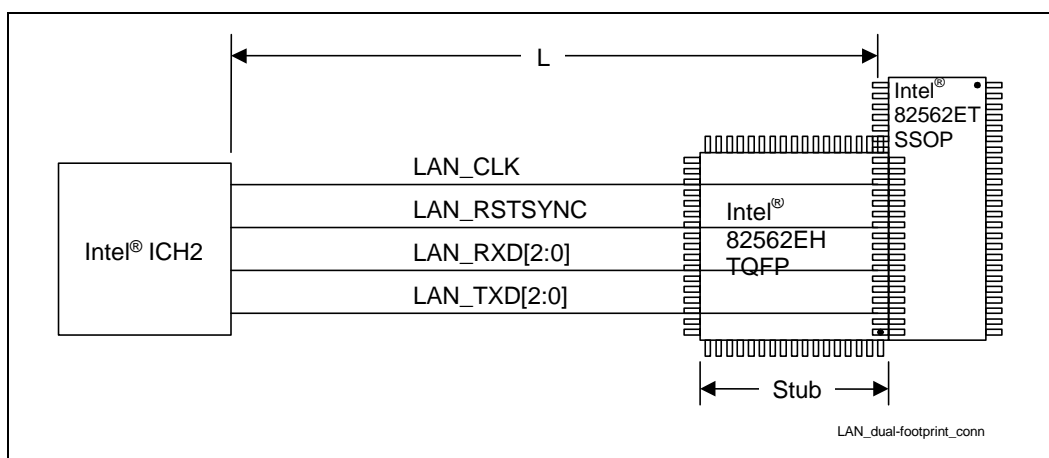 L
Intel®
82562ET
SSOP
LAN_CLK
LAN_RSTSYNC
Intel® ICH2
Intel®
82562EH
TQFP
LAN_RXD[2:0]
LAN_TXD[2:0]
Stub
LAN_dual-footprint_conn